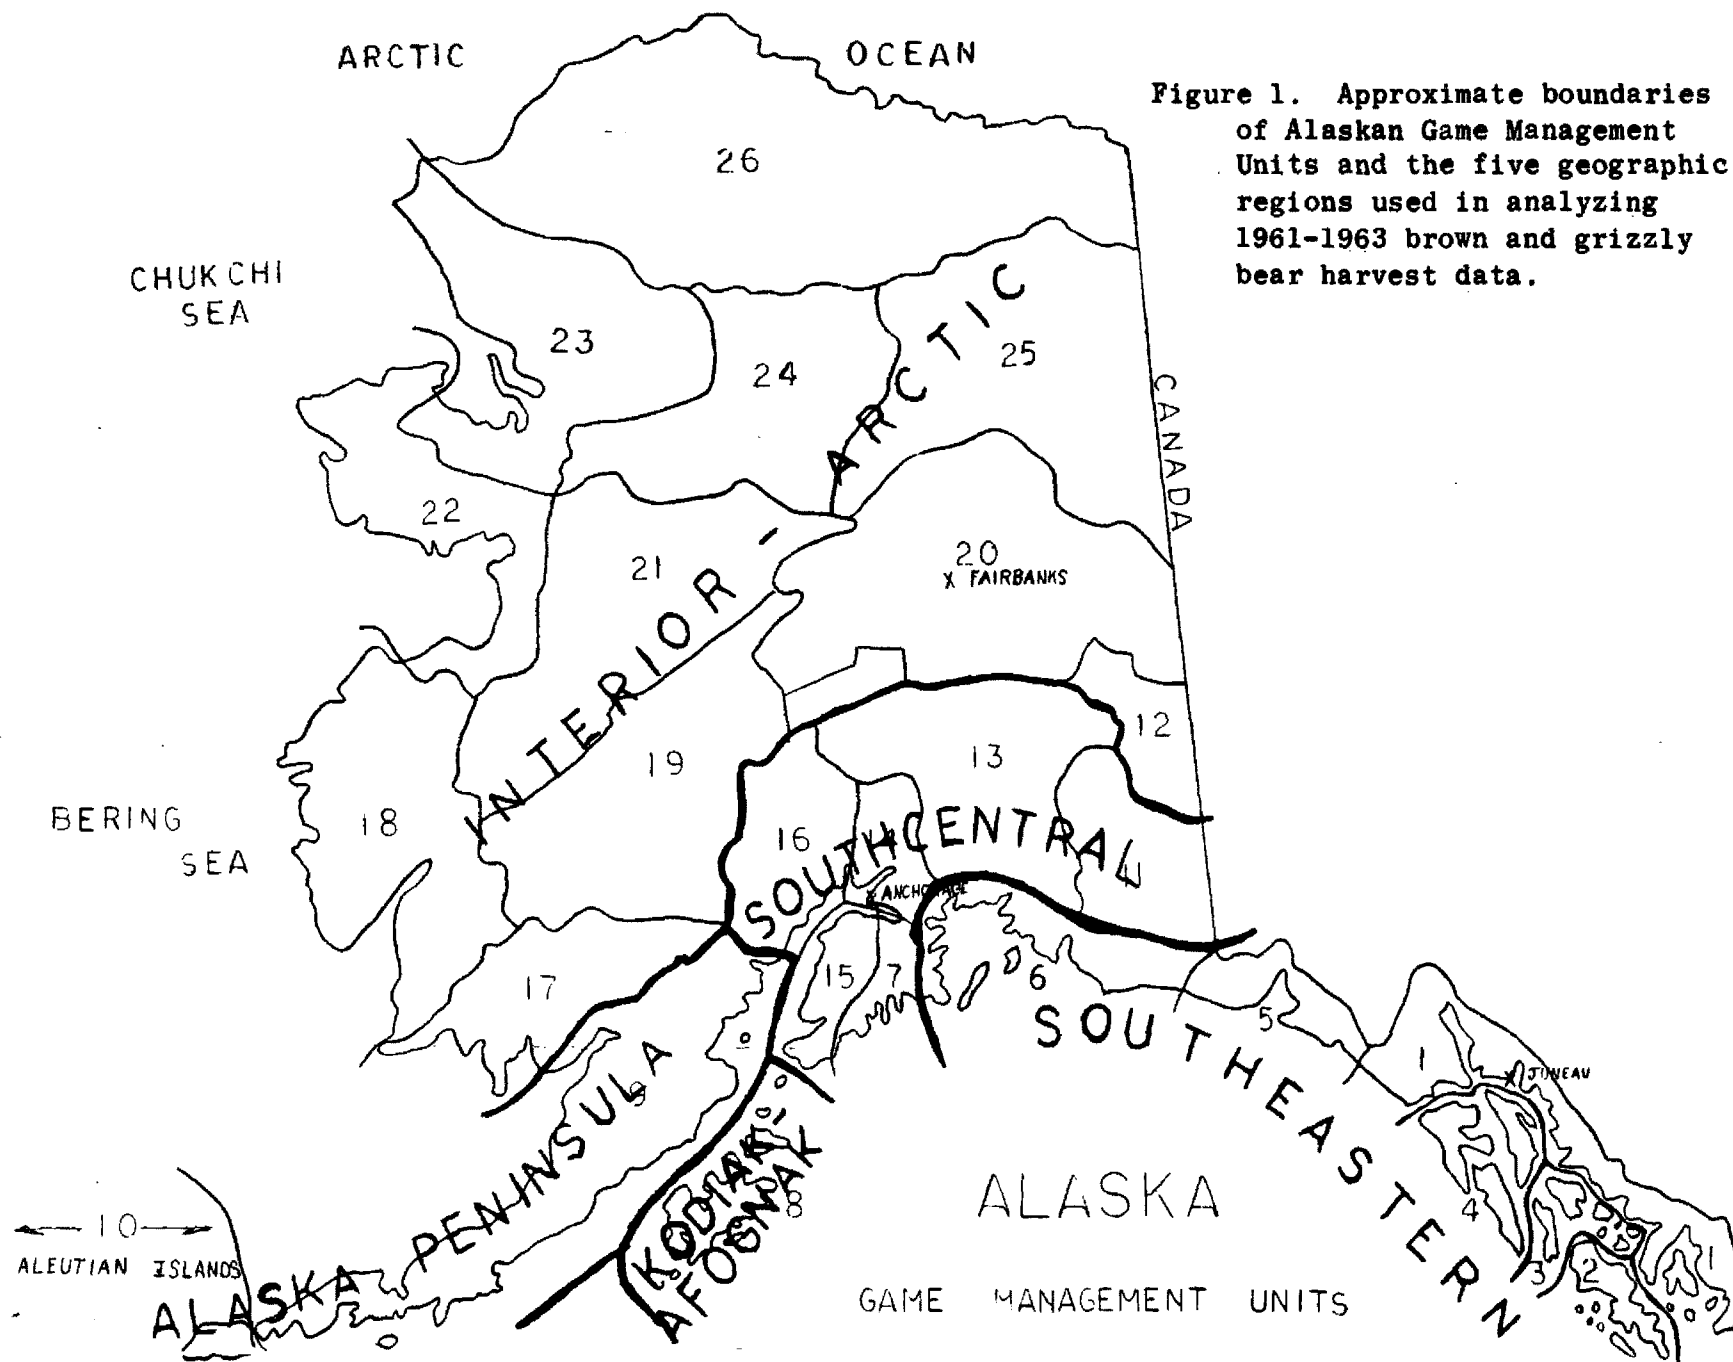 ARCTIC OCEAN
Figure 1. Approximate boundaries
of Alaskan Game Management
Units and the five geographic
regions used in analyzing
1961-1963 brown and grizzly
bear harvest data.
26
CHUKCHI
SEA
23
24
25
CANADA
INTERIOR - ARCTIC
22
21
20
X FAIRBANKS
12
13
19
BERING
SEA
18
16
SOUTHCENTRAL
X ANCHORAGE
17
15
7
6
5
SOUTHEASTERN
1
X JUNEAU
9
ALASKA PENINSULA
KODIAK-
AFOGNAK
8
ALASKA
4
10
ALEUTIAN ISLANDS
3
2
1
GAME MANAGEMENT UNITS